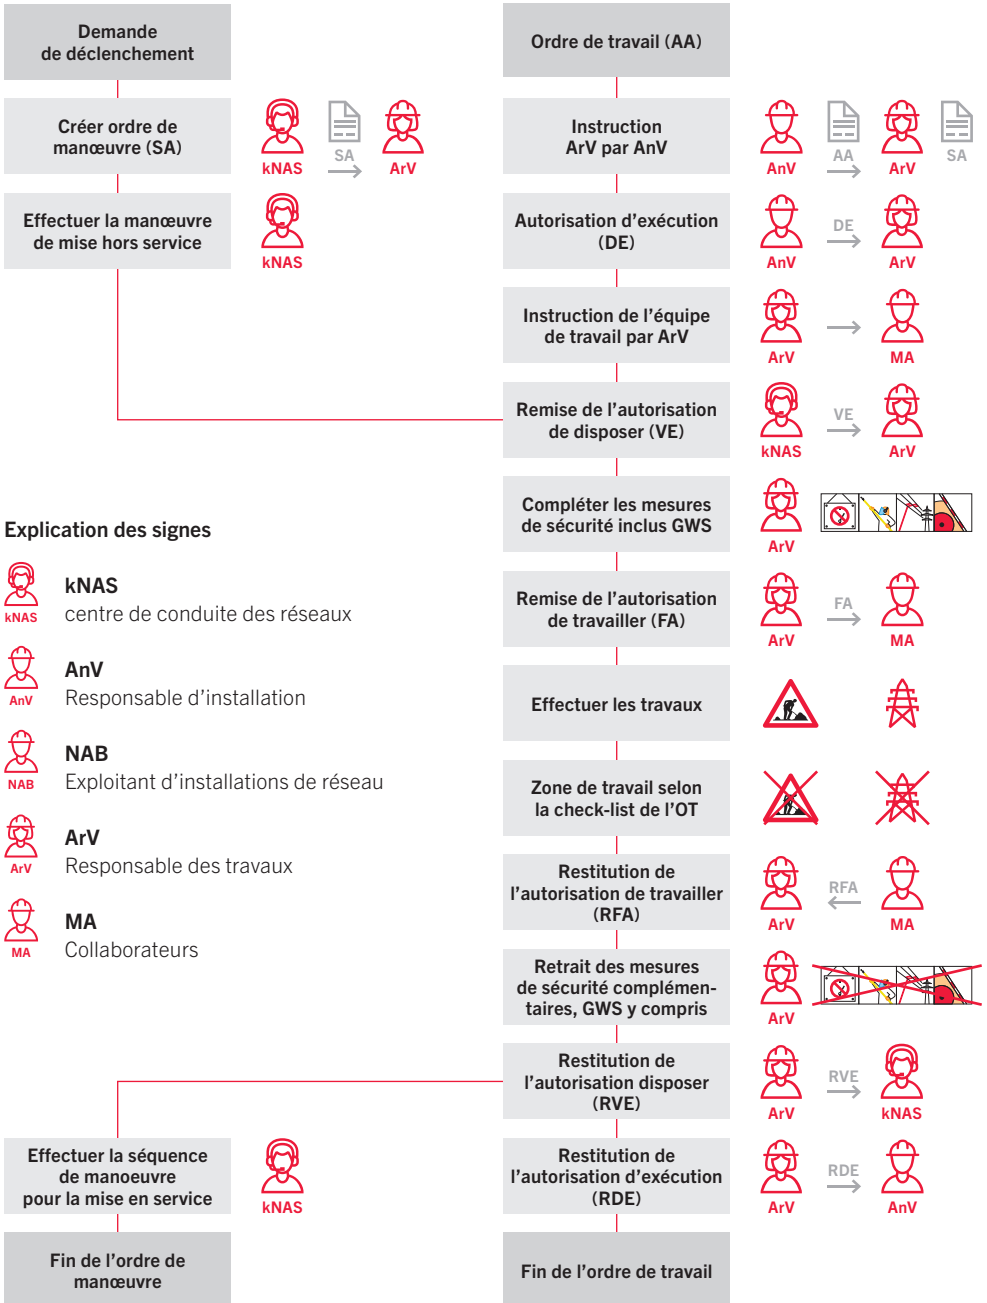 Demande
de déclenchement
Créer ordre de
manœuvre (SA)
kNAS
SA
ArV
Effectuer la manœuvre
de mise hors service
kNAS
Ordre de travail (AA)
Instruction
ArV par AnV
AnV
AA
ArV
SA
Autorisation d’exécution
(DE)
AnV
DE
ArV
Instruction de l’équipe
de travail par ArV
ArV
MA
Remise de l’autorisation
de disposer (VE)
kNAS
VE
ArV
Compléter les mesures
de sécurité inclus GWS
ArV
Remise de l’autorisation
de travailler (FA)
ArV
FA
MA
Effectuer les travaux
Zone de travail selon
la check-list de l’OT
Restitution de
l’autorisation de travailler
(RFA)
ArV
RFA
MA
Retrait des mesures
de sécurité complémen-
taires, GWS y compris
ArV
Restitution de
l’autorisation disposer
(RVE)
ArV
RVE
kNAS
Restitution de
l’autorisation d’exécution
(RDE)
ArV
RDE
AnV
Fin de l’ordre de travail
Explication des signes
kNAS
kNAS
centre de conduite des réseaux
AnV
AnV
Responsable d’installation
NAB
NAB
Exploitant d’installations de réseau
ArV
ArV
Responsable des travaux
MA
MA
Collaborateurs
Effectuer la séquence
de manoeuvre
pour la mise en service
kNAS
Fin de l’ordre de
manœuvre